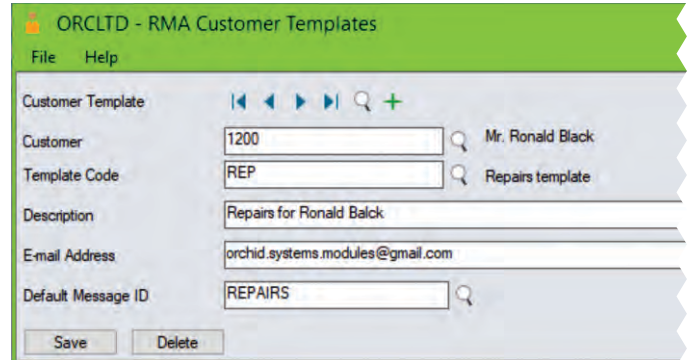 ORCLTD - RMA Customer Templates
File Help
Customer Template
Customer 1200 Mr. Ronald Black
Template Code REP Repairs template
Description Repairs for Ronald Balck
E-mail Address orchid.systems.modules@gmail.com
Default Message ID REPAIRS
Save Delete